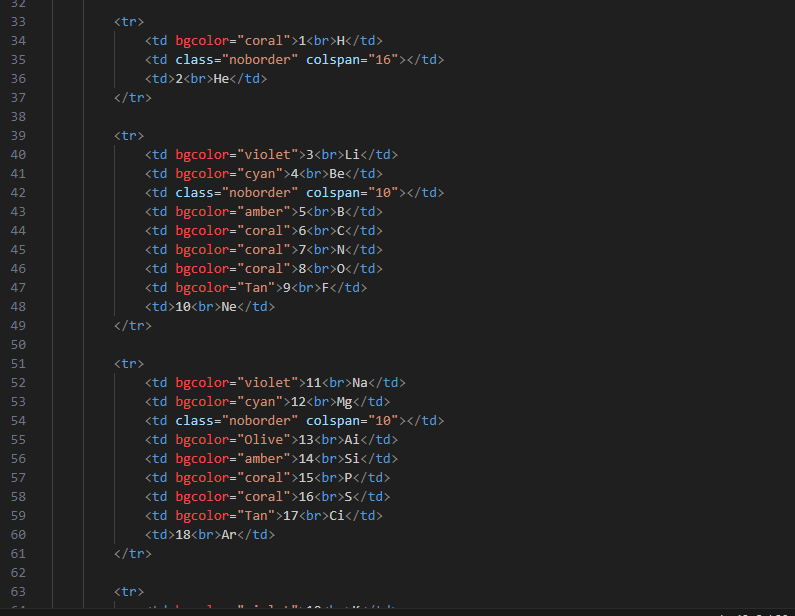 32
33 <tr>
34 <td bgcolor="coral">1<br>H</td>
35 <td class="noborder" colspan="16"></td>
36 <td>2<br>He</td>
37 </tr>
38
39 <tr>
40 <td bgcolor="violet">3<br>Li</td>
41 <td bgcolor="cyan">4<br>Be</td>
42 <td class="noborder" colspan="10"></td>
43 <td bgcolor="amber">5<br>B</td>
44 <td bgcolor="coral">6<br>C</td>
45 <td bgcolor="coral">7<br>N</td>
46 <td bgcolor="coral">8<br>O</td>
47 <td bgcolor="Tan">9<br>F</td>
48 <td>10<br>Ne</td>
49 </tr>
50
51 <tr>
52 <td bgcolor="violet">11<br>Na</td>
53 <td bgcolor="cyan">12<br>Mg</td>
54 <td class="noborder" colspan="10"></td>
55 <td bgcolor="Olive">13<br>Ai</td>
56 <td bgcolor="amber">14<br>Si</td>
57 <td bgcolor="coral">15<br>P</td>
58 <td bgcolor="coral">16<br>S</td>
59 <td bgcolor="Tan">17<br>Ci</td>
60 <td>18<br>Ar</td>
61 </tr>
62
63 <tr>